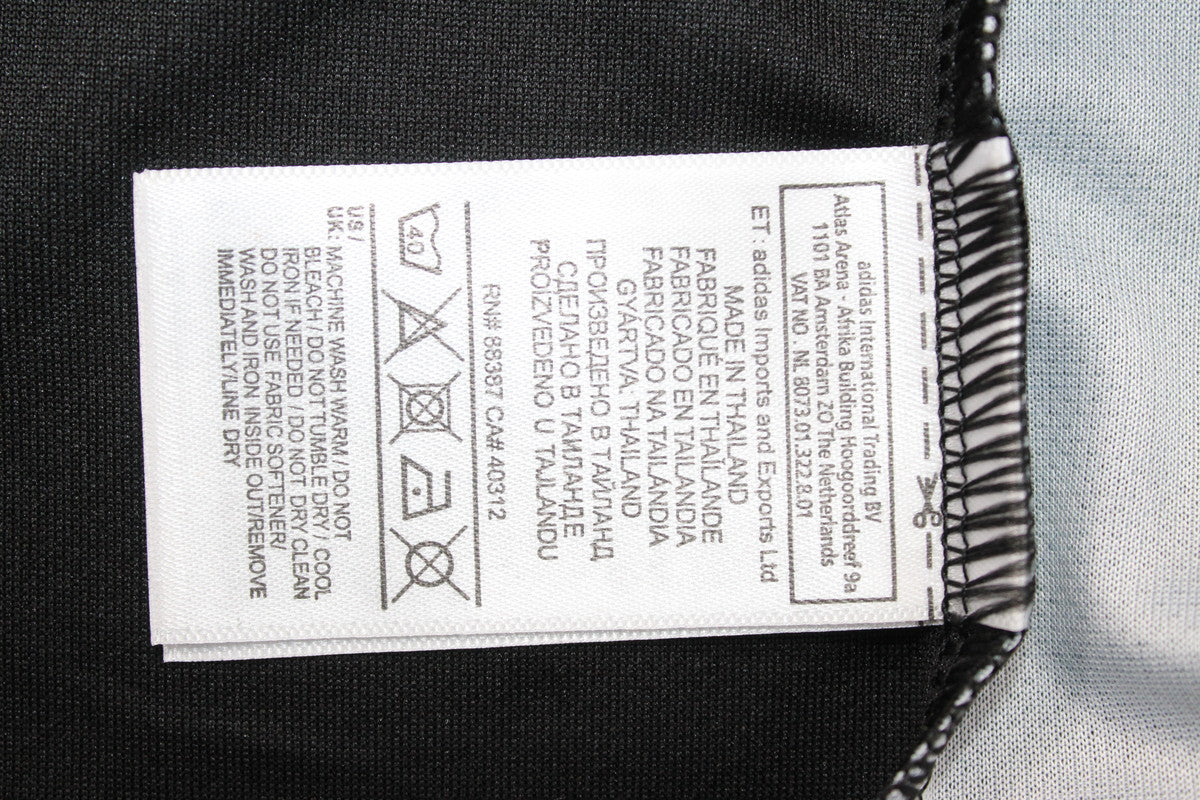 adidas International Trading BV
Atlas Arena - Afrika Building Hoogoorddreef 9a
1101 BA Amsterdam ZO The Netherlands
VAT NO. NL 8073.01.322.B.01
ET : adidas Imports and Exports Ltd
MADE IN THAILAND
FABRIQUÉ EN THAÏLANDE
FABRICADO EN TAILANDIA
FABRICADO NA TAILÂNDIA
GYÁRTVA THAILAND
ПРОИЗВЕДЕНО В ТАЙЛАНД
СДЕЛАНО В ТАИЛАНДЕ
PROIZVEDENO U TAJLANDU
RN# 88387 CA# 40312
40
US /
UK: MACHINE WASH WARM / DO NOT
BLEACH / DO NOT TUMBLE DRY / COOL
IRON IF NEEDED / DO NOT DRY CLEAN
DO NOT USE FABRIC SOFTENER/
WASH AND IRON INSIDE OUT/REMOVE
IMMEDIATELY/LINE DRY